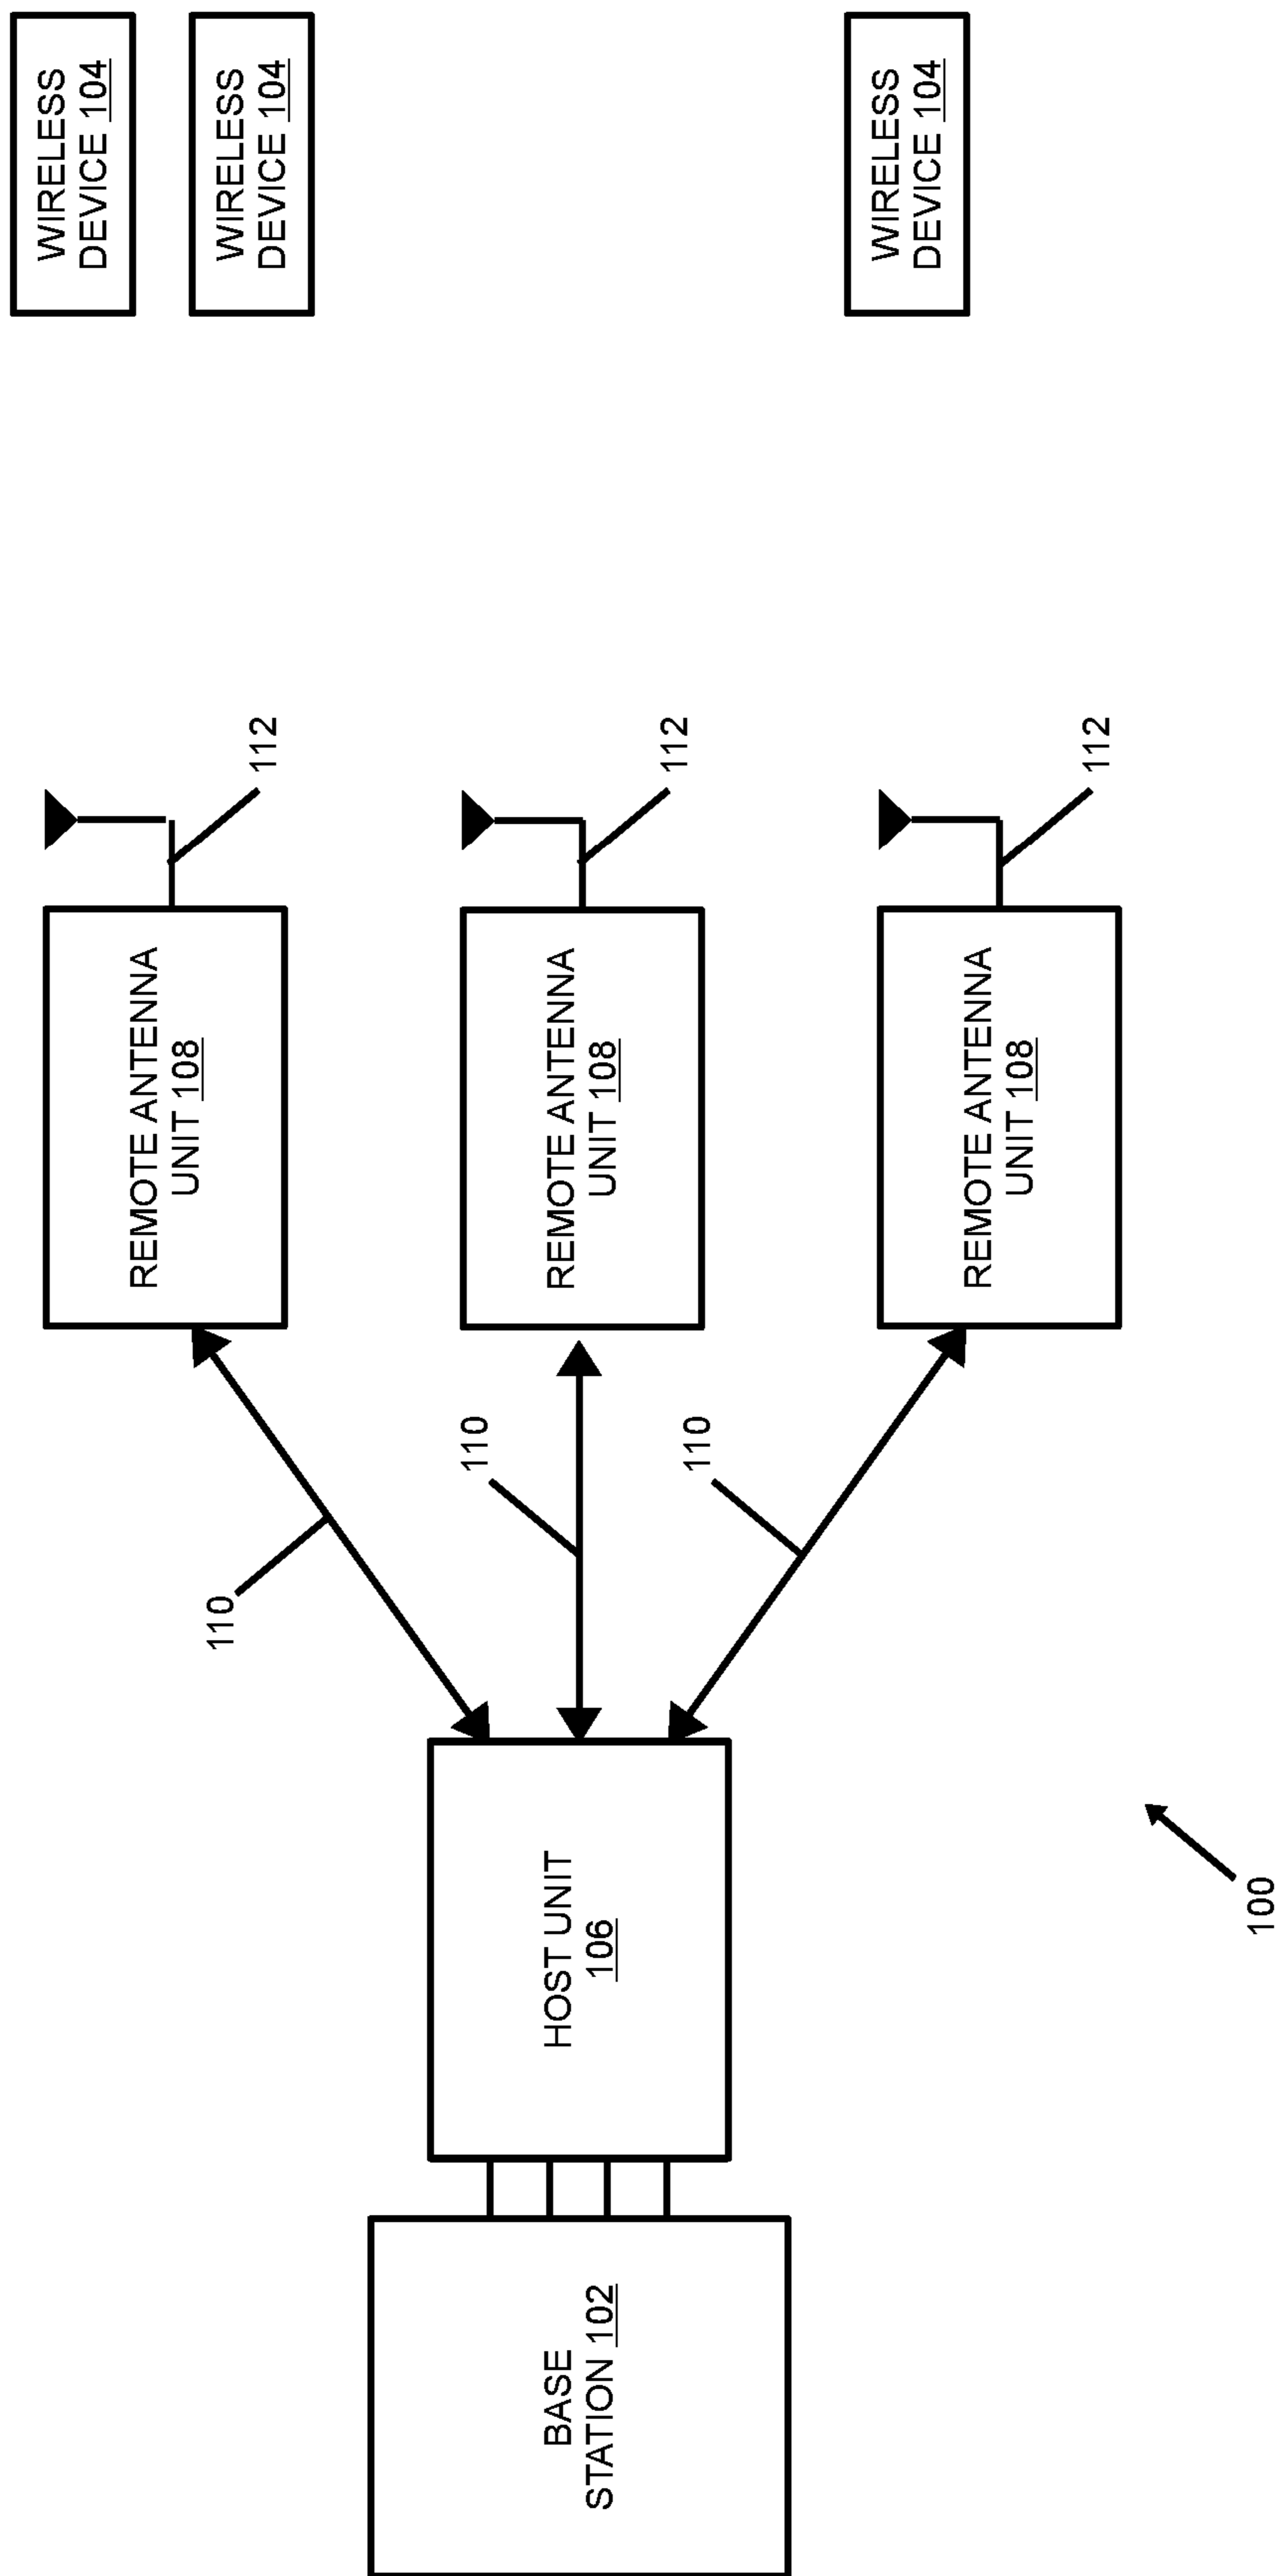 WIRELESS
DEVICE 104
WIRELESS
DEVICE 104
WIRELESS
DEVICE 104
112
112
112
REMOTE ANTENNA
UNIT 108
REMOTE ANTENNA
UNIT 108
REMOTE ANTENNA
UNIT 108
110
110
110
HOST UNIT
106
BASE
STATION 102
100